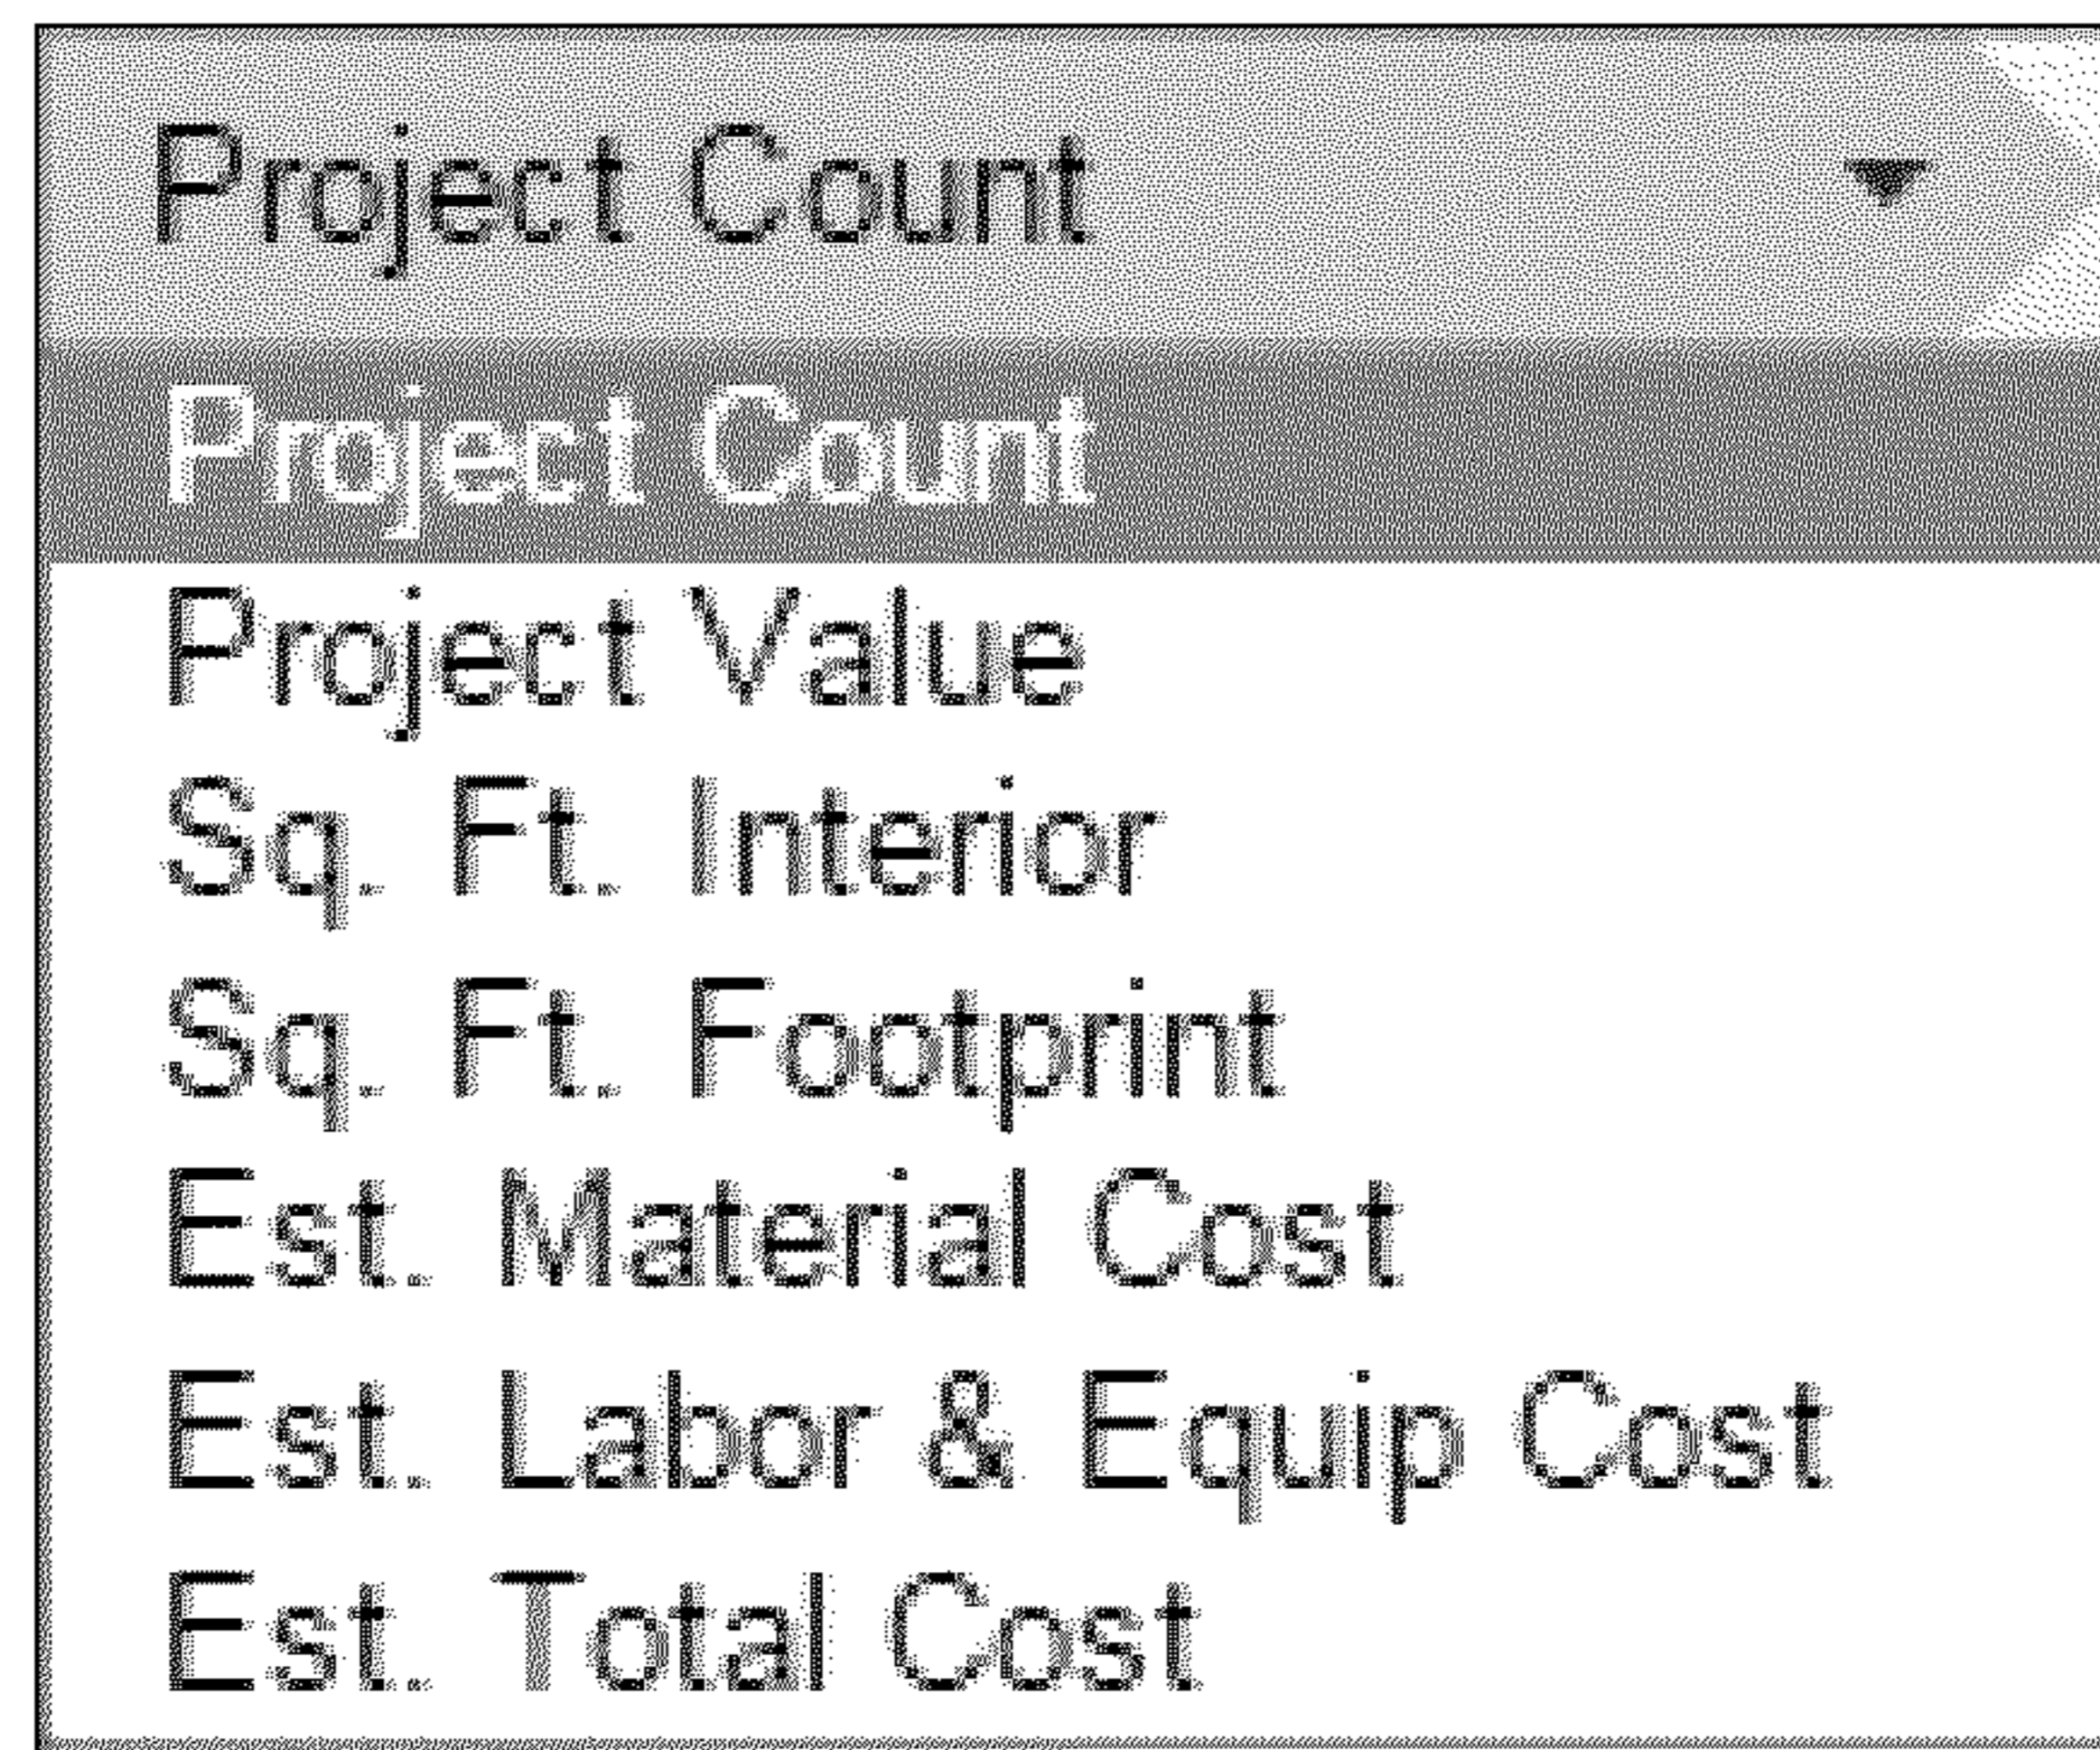 Project Count
Project Count
Project Value
Sq. Ft. Interior
Sq. Ft. Footprint
Est. Material Cost
Est. Labor & Equip Cost
Est. Total Cost